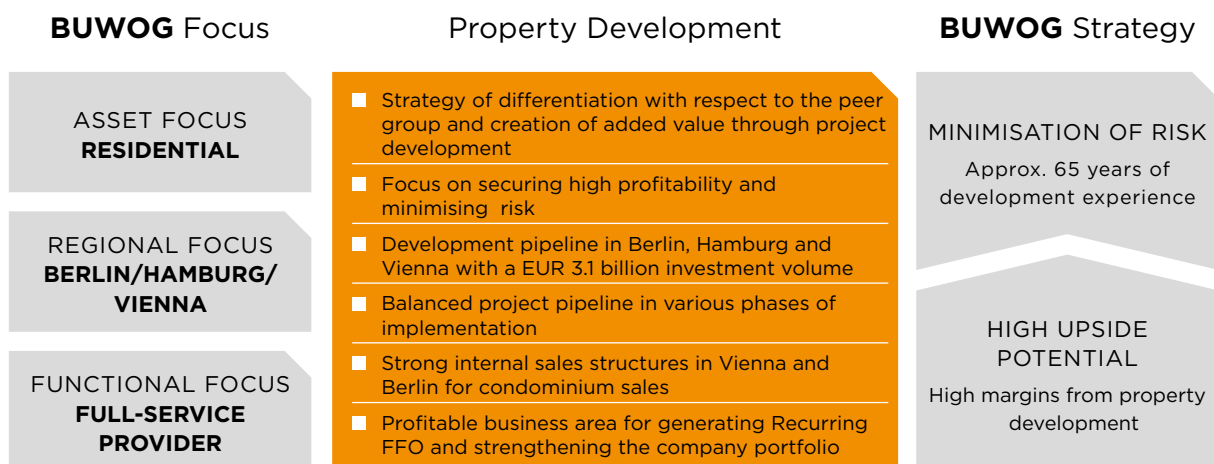 BUWOG Focus
ASSET FOCUS
RESIDENTIAL
REGIONAL FOCUS
BERLIN/HAMBURG/
VIENNA
FUNCTIONAL FOCUS
FULL-SERVICE
PROVIDER
Property Development
Strategy of differentiation with respect to the peer
group and creation of added value through project
development
Focus on securing high profitability and
minimising risk
Development pipeline in Berlin, Hamburg and
Vienna with a EUR 3.1 billion investment volume
Balanced project pipeline in various phases of
implementation
Strong internal sales structures in Vienna and
Berlin for condominium sales
Profitable business area for generating Recurring
FFO and strengthening the company portfolio
BUWOG Strategy
MINIMISATION OF RISK
Approx. 65 years of
development experience
HIGH UPSIDE
POTENTIAL
High margins from property
development